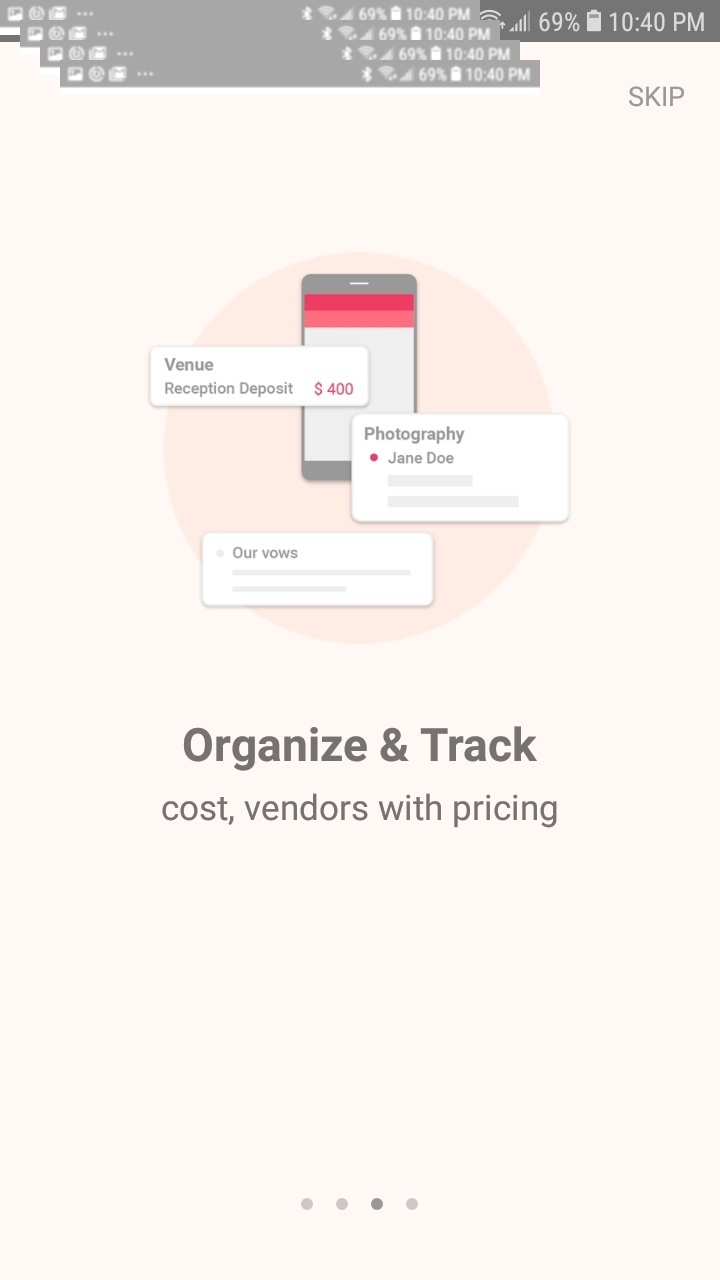 69% 10:40 PM
69% 10:40 PM
69% 10:40 PM
69% 10:40 PM
69% 10:40 PM
SKIP
Venue
Reception Deposit $ 400
Photography
Jane Doe
Our vows
Organize & Track
cost, vendors with pricing